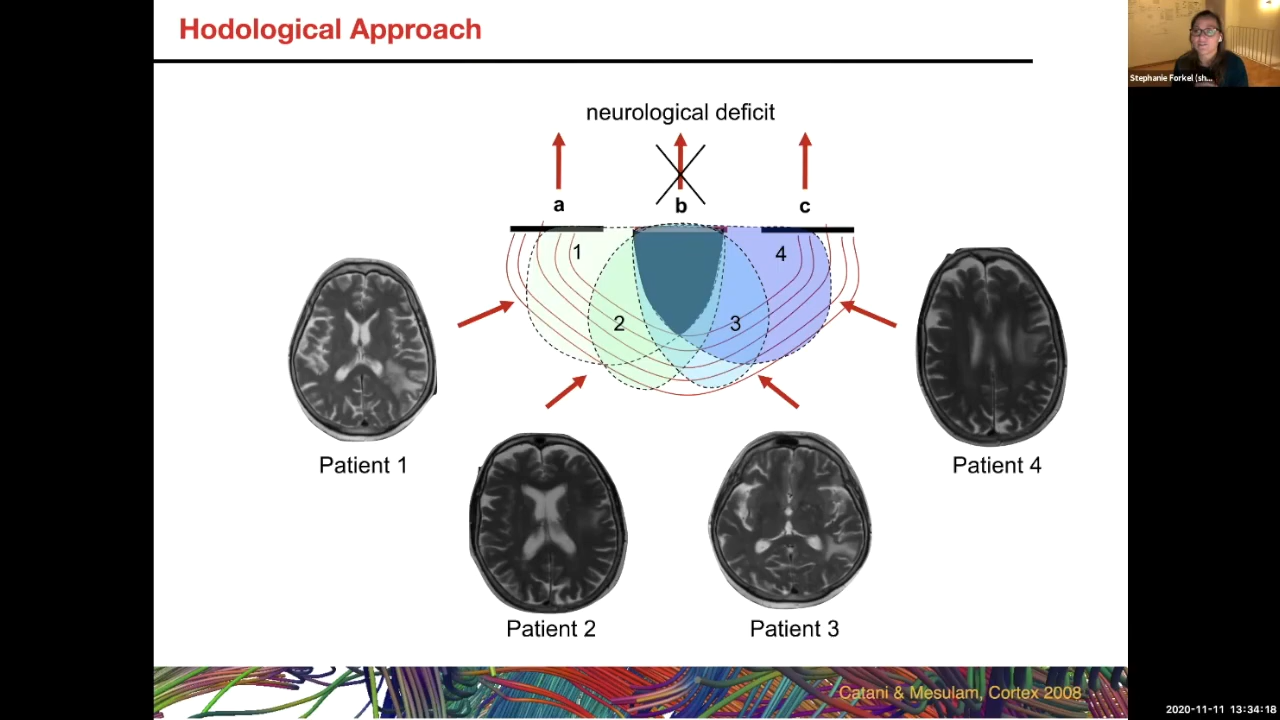 Hodological Approach
Stephanie Forkel (sh...
neurological deficit
a
b
c
1
4
2
3
Patient 1
Patient 4
Patient 2
Patient 3
Catani & Mesulam, Cortex 2008
2020-11-11 13:34:18